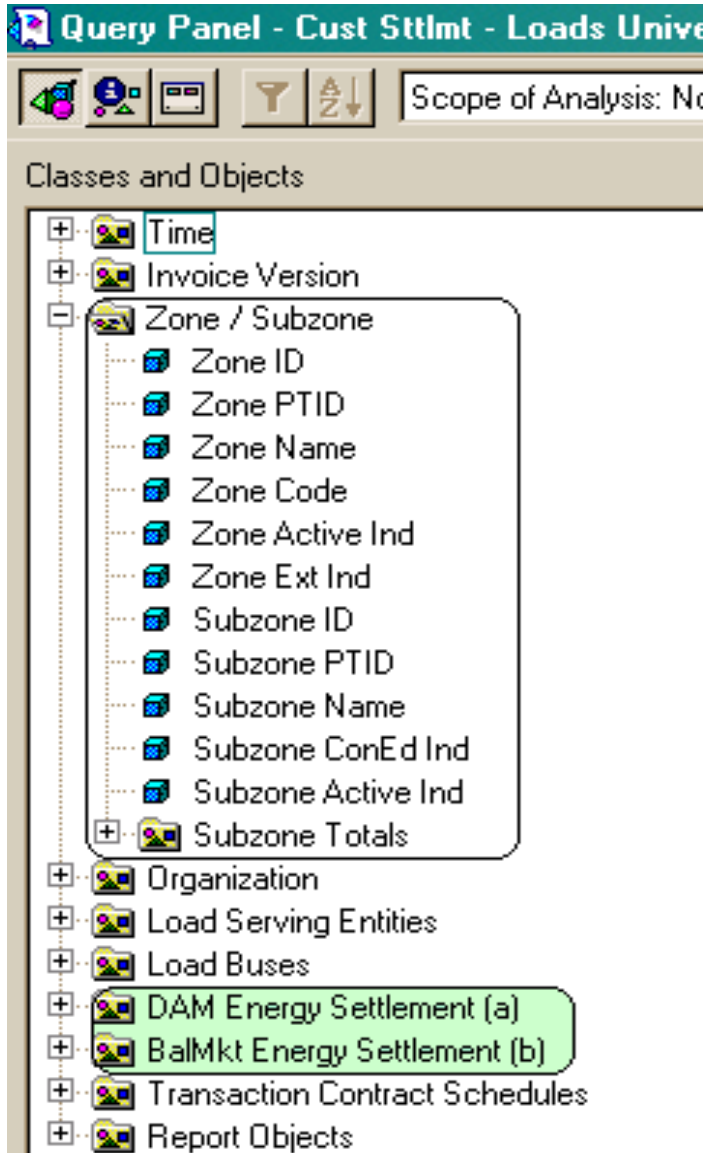 Query Panel - Cust Sttlmt - Loads
Scope of Analysis:
Classes and Objects
Time
Invoice Version
Zone / Subzone
Zone ID
Zone PTID
Zone Name
Zone Code
Zone Active Ind
Zone Ext Ind
Subzone ID
Subzone PTID
Subzone Name
Subzone ConEd Ind
Subzone Active Ind
Subzone Totals
Organization
Load Serving Entities
Load Buses
DAM Energy Settlement (a)
BalMkt Energy Settlement (b)
Transaction Contract Schedules
Report Objects